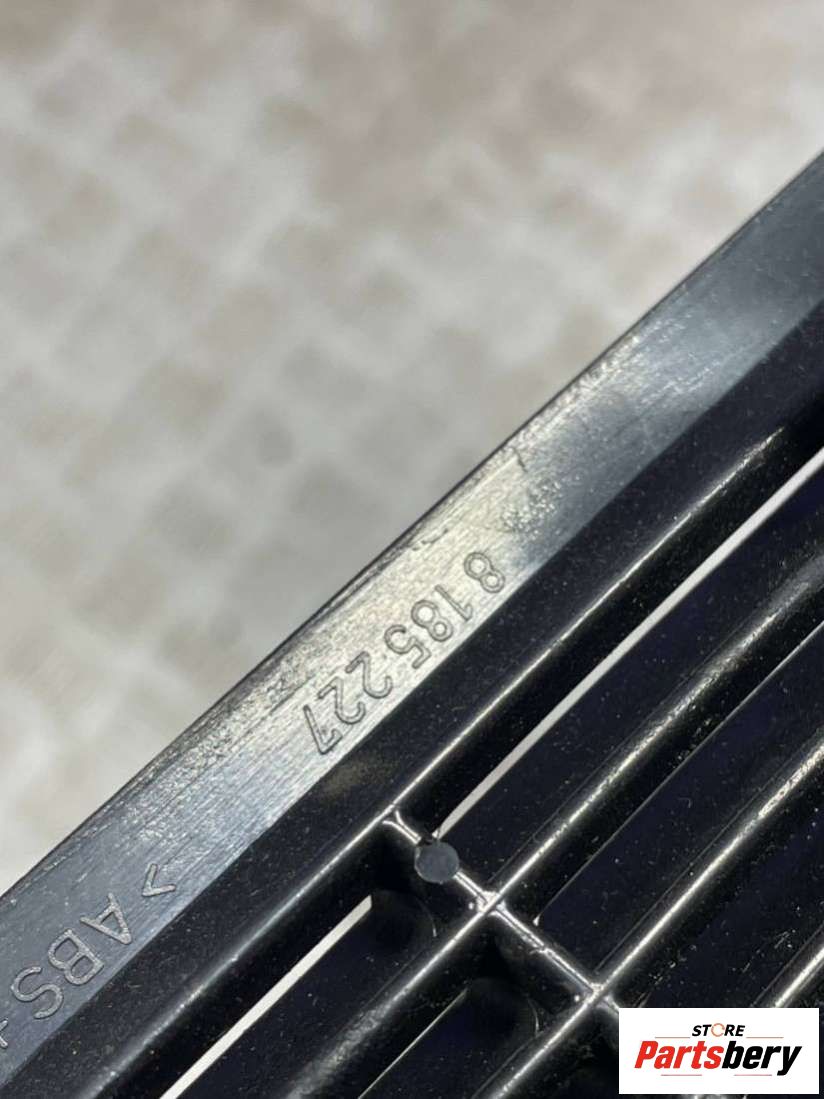 8 185 227
> ABS
STORE
Partsbery